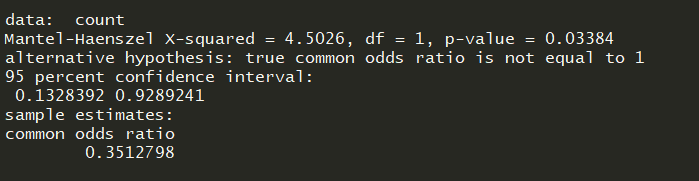 data:  count
Mantel-Haenszel X-squared = 4.5026, df = 1, p-value = 0.03384
alternative hypothesis: true common odds ratio is not equal to 1
95 percent confidence interval:
 0.1328392 0.9289241
sample estimates:
common odds ratio
        0.3512798